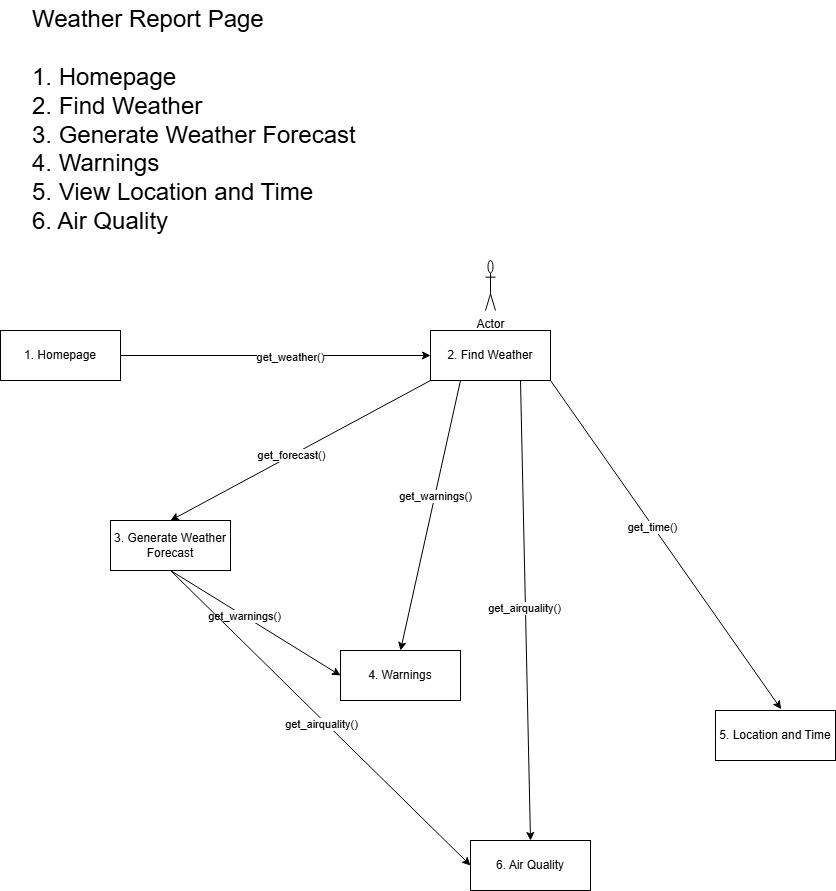 Weather Report Page
1. Homepage
2. Find Weather
3. Generate Weather Forecast
4. Warnings
5. View Location and Time
6. Air Quality
Actor
1. Homepage
get_weather()
2. Find Weather
get_forecast()
get_warnings()
get_time()
3. Generate Weather
Forecast
get_airquality()
get_warnings()
4. Warnings
get_airquality()
5. Location and Time
6. Air Quality